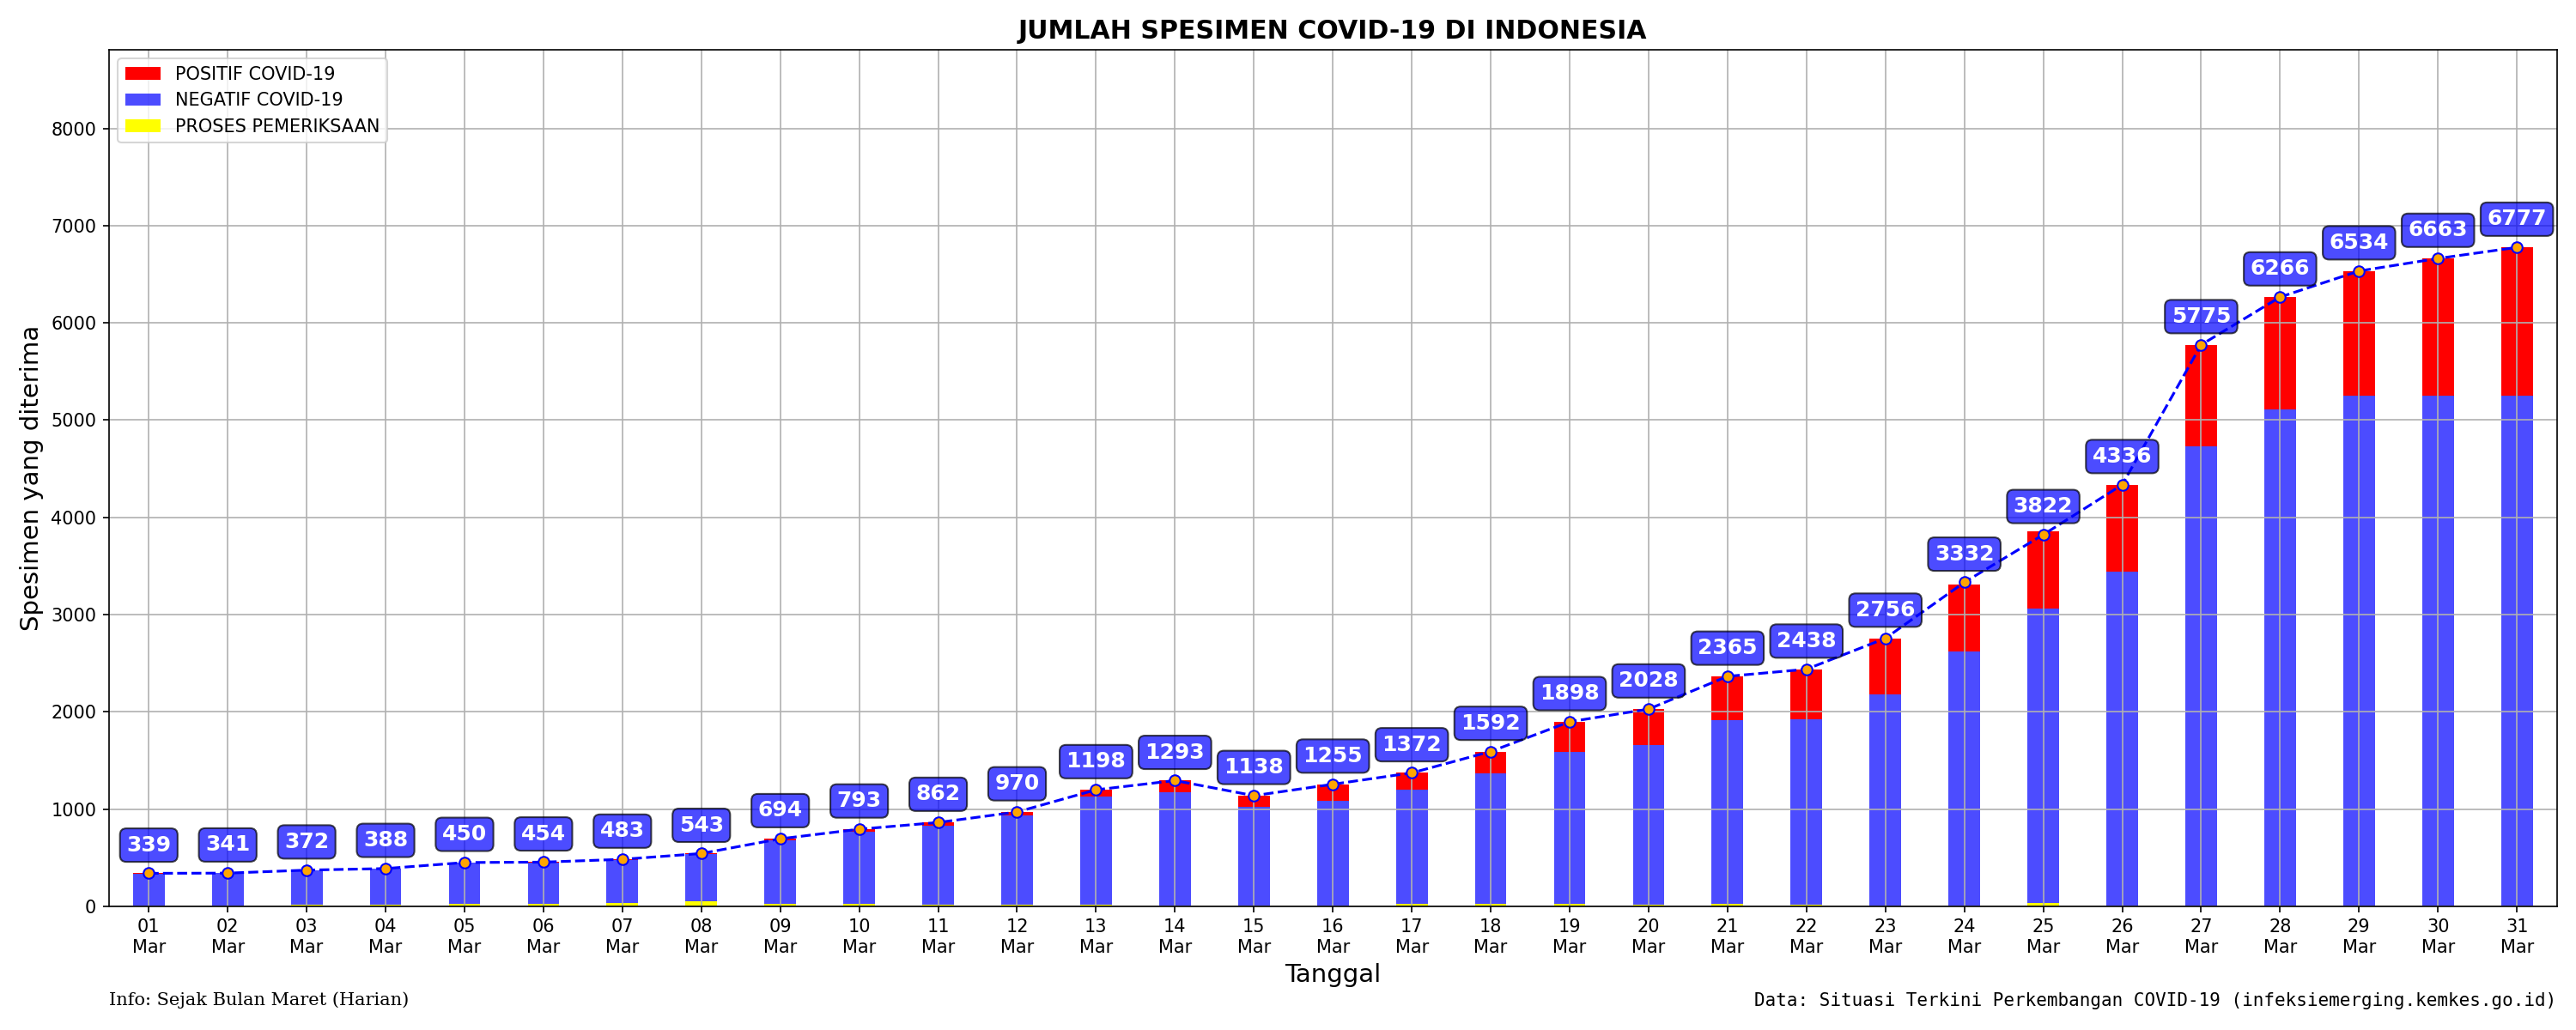 JUMLAH SPESIMEN COVID-19 DI INDONESIA
POSITIF COVID-19
NEGATIF COVID-19
PROSES PEMERIKSAAN
Spesimen yang diterima
8000
7000
6000
5000
4000
3000
2000
1000
0
339 341 372 388 450 454 483 543 694 793 862 970 1198 1293 1138 1255 1372 1592 1898 2028 2365 2438 2756 3332 3822 4336 5775 6266 6534 6663 6777
01 02 03 04 05 06 07 08 09 10 11 12 13 14 15 16 17 18 19 20 21 22 23 24 25 26 27 28 29 30 31
Mar Mar Mar Mar Mar Mar Mar Mar Mar Mar Mar Mar Mar Mar Mar Mar Mar Mar Mar Mar Mar Mar Mar Mar Mar Mar Mar Mar Mar Mar Mar
Tanggal
Info: Sejak Bulan Maret (Harian)
Data: Situasi Terkini Perkembangan COVID-19 (infeksiemerging.kemkes.go.id)